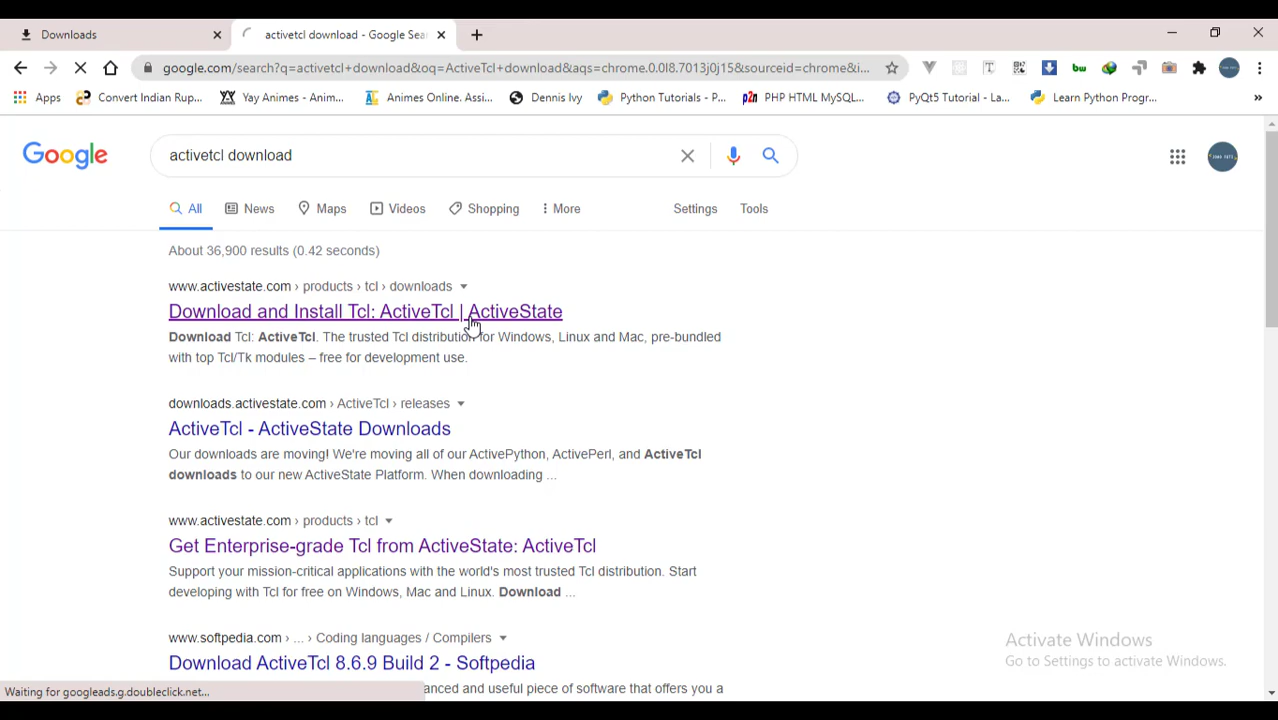 Downloads
activetcl download - Google Sea
google.com/search?q=activetcl+download&oq=ActiveTcl+download&aqs=chrome.0.0l8.7013j0j15&sourceid=chrome&i...
Apps
Convert Indian Rup...
Yay Animes - Anim...
Animes Online. Assi...
Dennis Ivy
Python Tutorials - P...
PHP HTML MySQL...
PyQt5 Tutorial - La...
Learn Python Progr...
»
Google
activetcl download
All
News
Maps
Videos
Shopping
More
Settings
Tools
About 36,900 results (0.42 seconds)
www.activestate.com › products › tcl › downloads
Download and Install Tcl: ActiveTcl | ActiveState
Download Tcl: ActiveTcl. The trusted Tcl distribution for Windows, Linux and Mac, pre-bundled
with top Tcl/Tk modules – free for development use.
downloads.activestate.com › ActiveTcl › releases
ActiveTcl - ActiveState Downloads
Our downloads are moving! We're moving all of our ActivePython, ActivePerl, and ActiveTcl
downloads to our new ActiveState Platform. When downloading ...
www.activestate.com › products › tcl
Get Enterprise-grade Tcl from ActiveState: ActiveTcl
Support your mission-critical applications with the world's most trusted Tcl distribution. Start
developing with Tcl for free on Windows, Mac and Linux. Download ...
www.softpedia.com › ... › Coding languages / Compilers
Download ActiveTcl 8.6.9 Build 2 - Softpedia
anced and useful piece of software that offers you a
Activate Windows
Go to Settings to activate Windows.
Waiting for googleads.g.doubleclick.net...